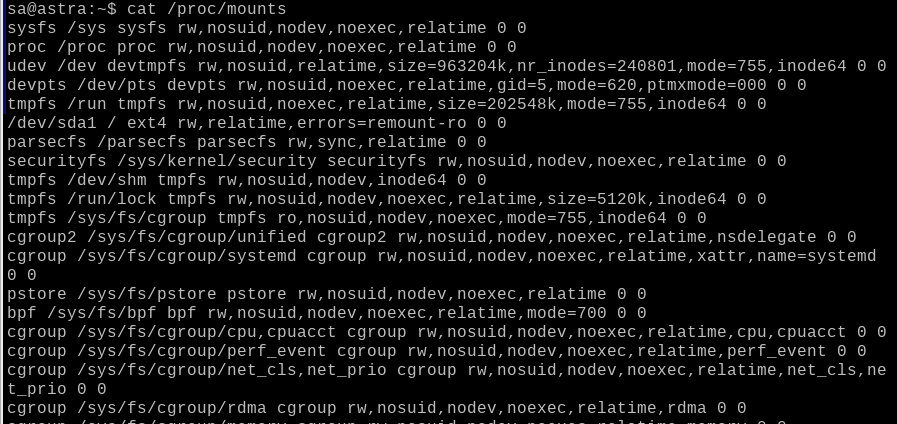 sa@astra:~$ cat /proc/mounts
sysfs /sys sysfs rw,nosuid,nodev,noexec,relatime 0 0
proc /proc proc rw,nosuid,nodev,noexec,relatime 0 0
udev /dev devtmpfs rw,nosuid,relatime,size=963204k,nr_inodes=240801,mode=755,inode64 0 0
devpts /dev/pts devpts rw,nosuid,noexec,relatime,gid=5,mode=620,ptmxmode=000 0 0
tmpfs /run tmpfs rw,nosuid,noexec,relatime,size=202548k,mode=755,inode64 0 0
/dev/sda1 / ext4 rw,relatime,errors=remount-ro 0 0
parsecfs /parsecfs parsecfs rw,sync,relatime 0 0
securityfs /sys/kernel/security securityfs rw,nosuid,nodev,noexec,relatime 0 0
tmpfs /dev/shm tmpfs rw,nosuid,nodev,inode64 0 0
tmpfs /run/lock tmpfs rw,nosuid,nodev,noexec,relatime,size=5120k,inode64 0 0
tmpfs /sys/fs/cgroup tmpfs ro,nosuid,nodev,noexec,mode=755,inode64 0 0
cgroup2 /sys/fs/cgroup/unified cgroup2 rw,nosuid,nodev,noexec,relatime,nsdelegate 0 0
cgroup /sys/fs/cgroup/systemd cgroup rw,nosuid,nodev,noexec,relatime,xattr,name=systemd
0 0
pstore /sys/fs/pstore pstore rw,nosuid,nodev,noexec,relatime 0 0
bpf /sys/fs/bpf bpf rw,nosuid,nodev,noexec,relatime,mode=700 0 0
cgroup /sys/fs/cgroup/cpu,cpuacct cgroup rw,nosuid,nodev,noexec,relatime,cpu,cpuacct 0 0
cgroup /sys/fs/cgroup/perf_event cgroup rw,nosuid,nodev,noexec,relatime,perf_event 0 0
cgroup /sys/fs/cgroup/net_cls,net_prio cgroup rw,nosuid,nodev,noexec,relatime,net_cls,ne
t_prio 0 0
cgroup /sys/fs/cgroup/rdma cgroup rw,nosuid,nodev,noexec,relatime,rdma 0 0